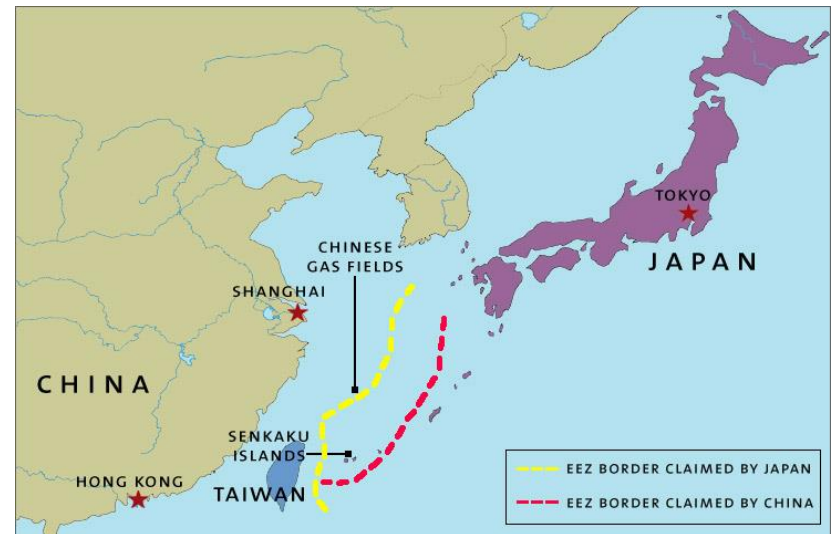 TOKYO
JAPAN
CHINESE
GAS FIELDS
SHANGHAI
CHINA
SENKAKU
ISLANDS
HONG KONG
TAIWAN
EEZ BORDER CLAIMED BY JAPAN
EEZ BORDER CLAIMED BY CHINA